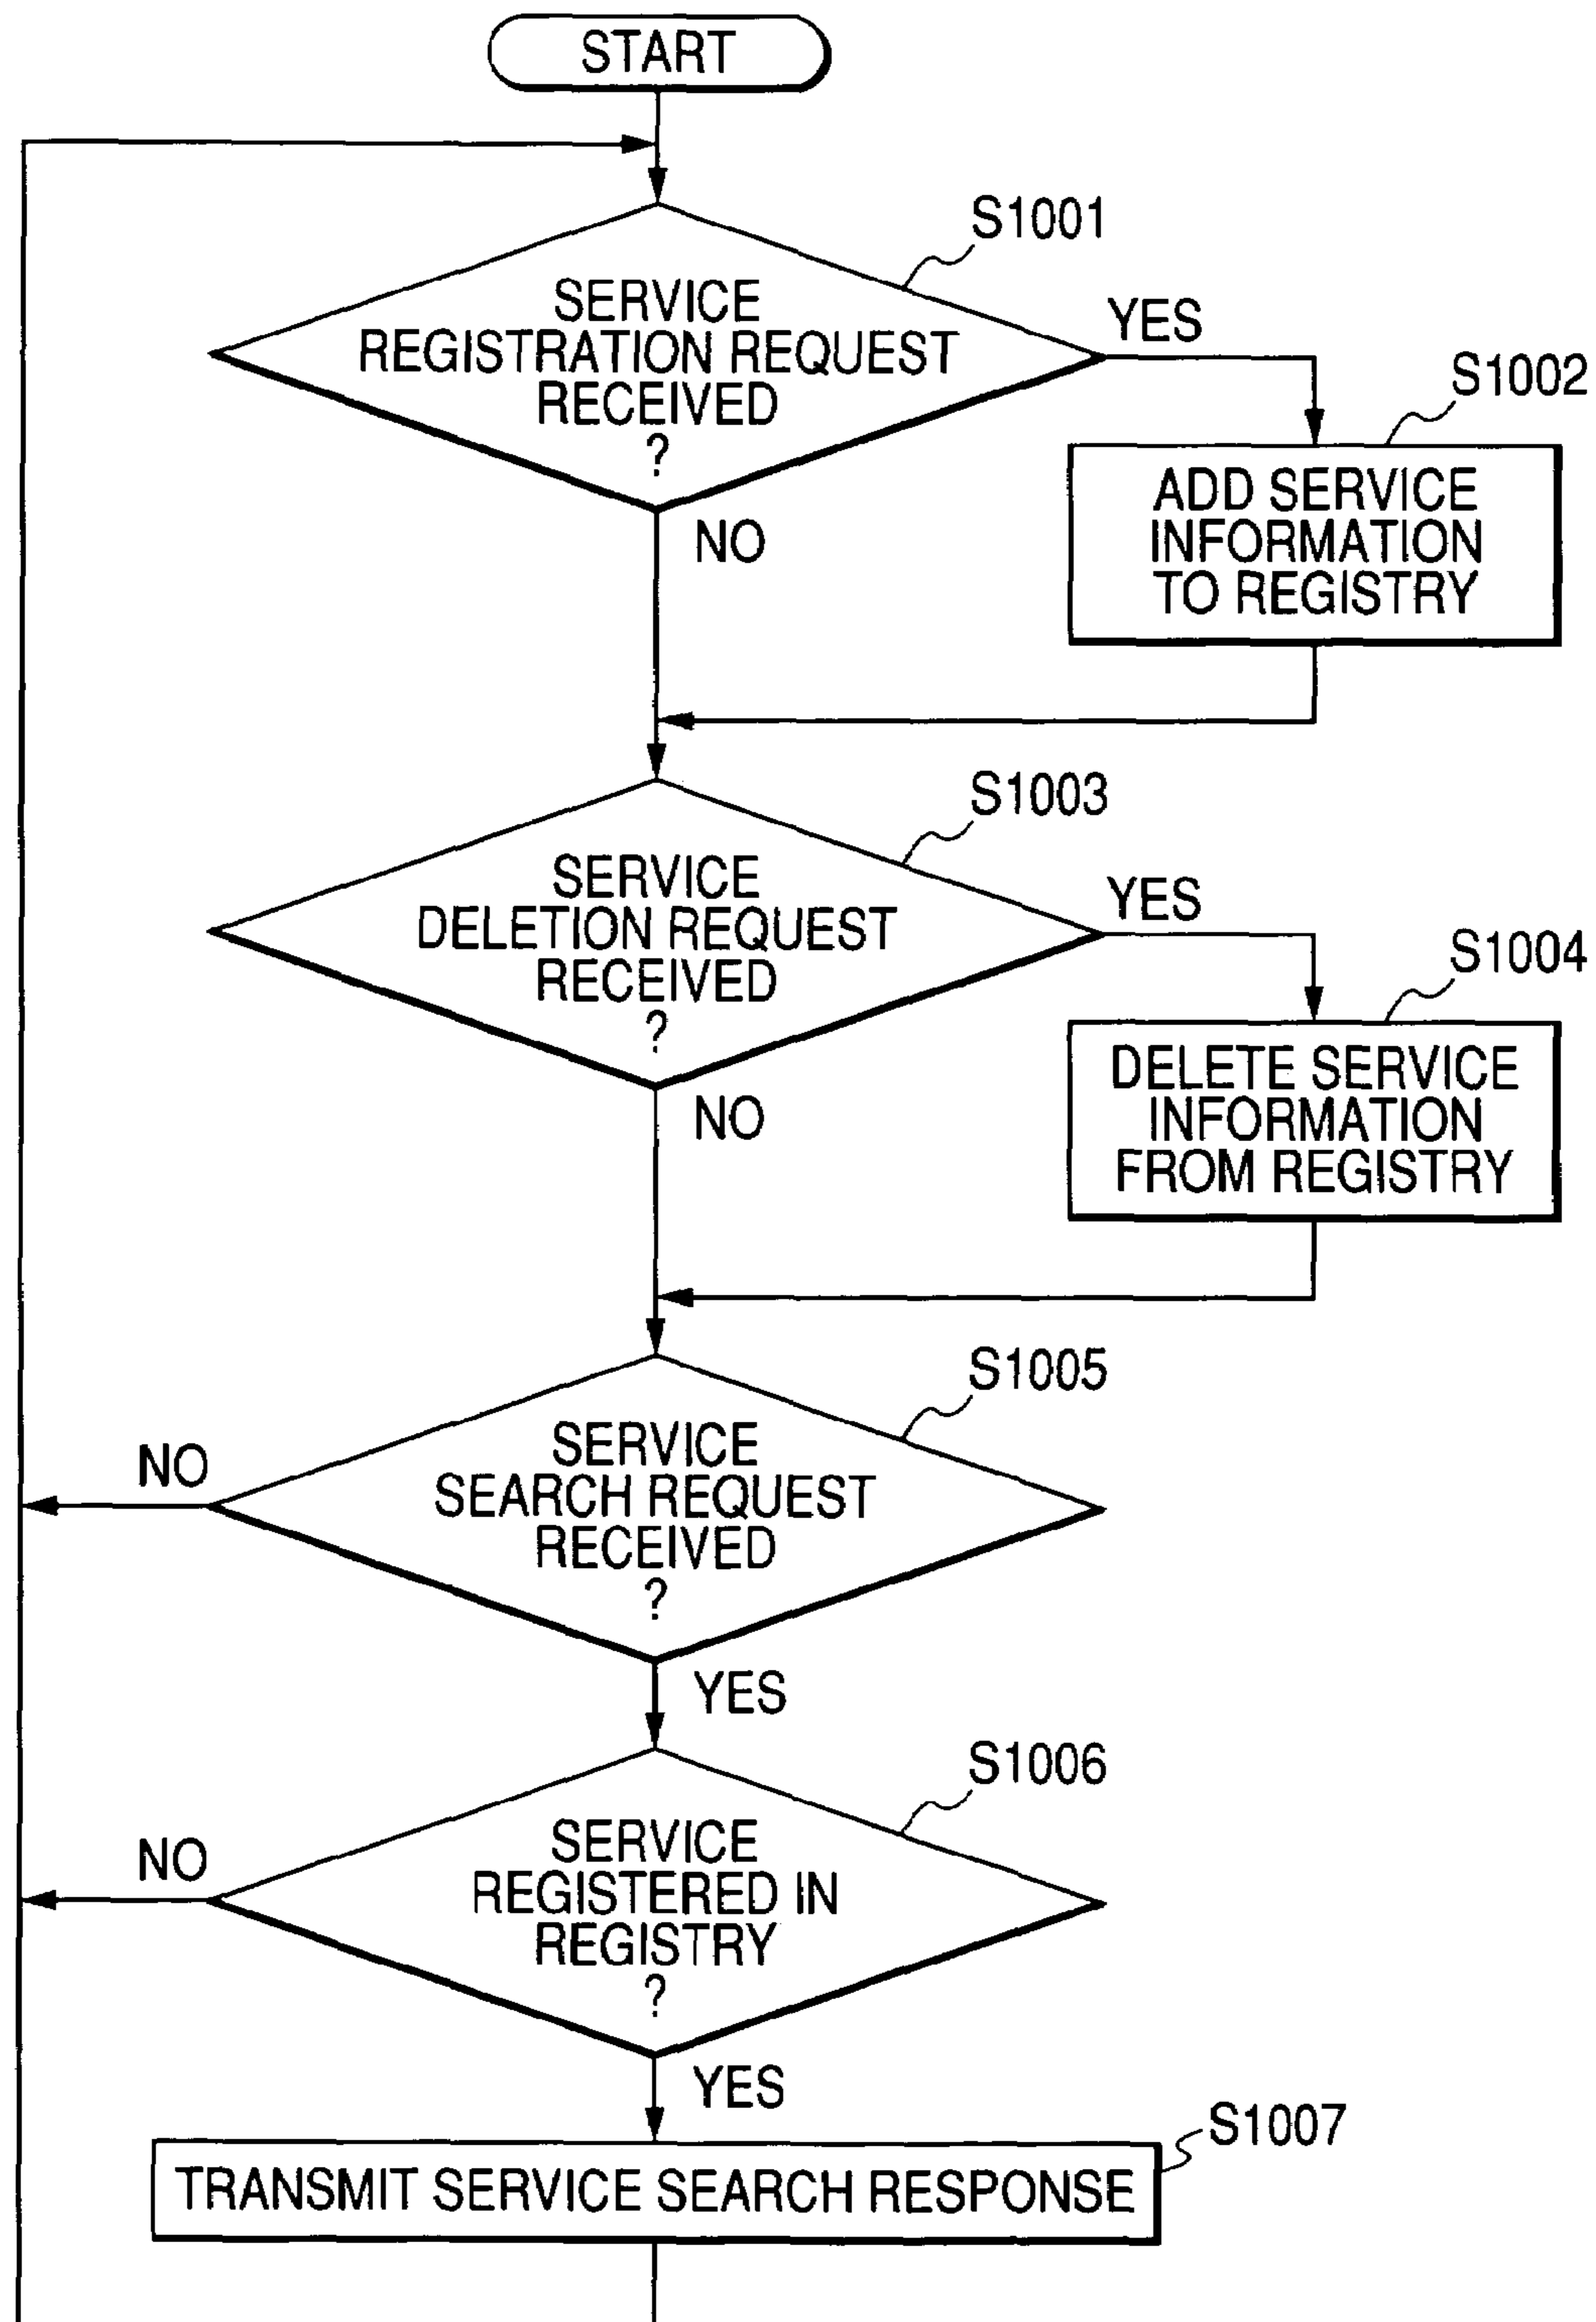 START
S1001
SERVICE
REGISTRATION REQUEST
RECEIVED
?
YES
NO
S1002
ADD SERVICE
INFORMATION
TO REGISTRY
S1003
SERVICE
DELETION REQUEST
RECEIVED
?
YES
NO
S1004
DELETE SERVICE
INFORMATION
FROM REGISTRY
S1005
SERVICE
SEARCH REQUEST
RECEIVED
?
NO
YES
S1006
SERVICE
REGISTERED IN
REGISTRY
?
NO
YES
S1007
TRANSMIT SERVICE SEARCH RESPONSE